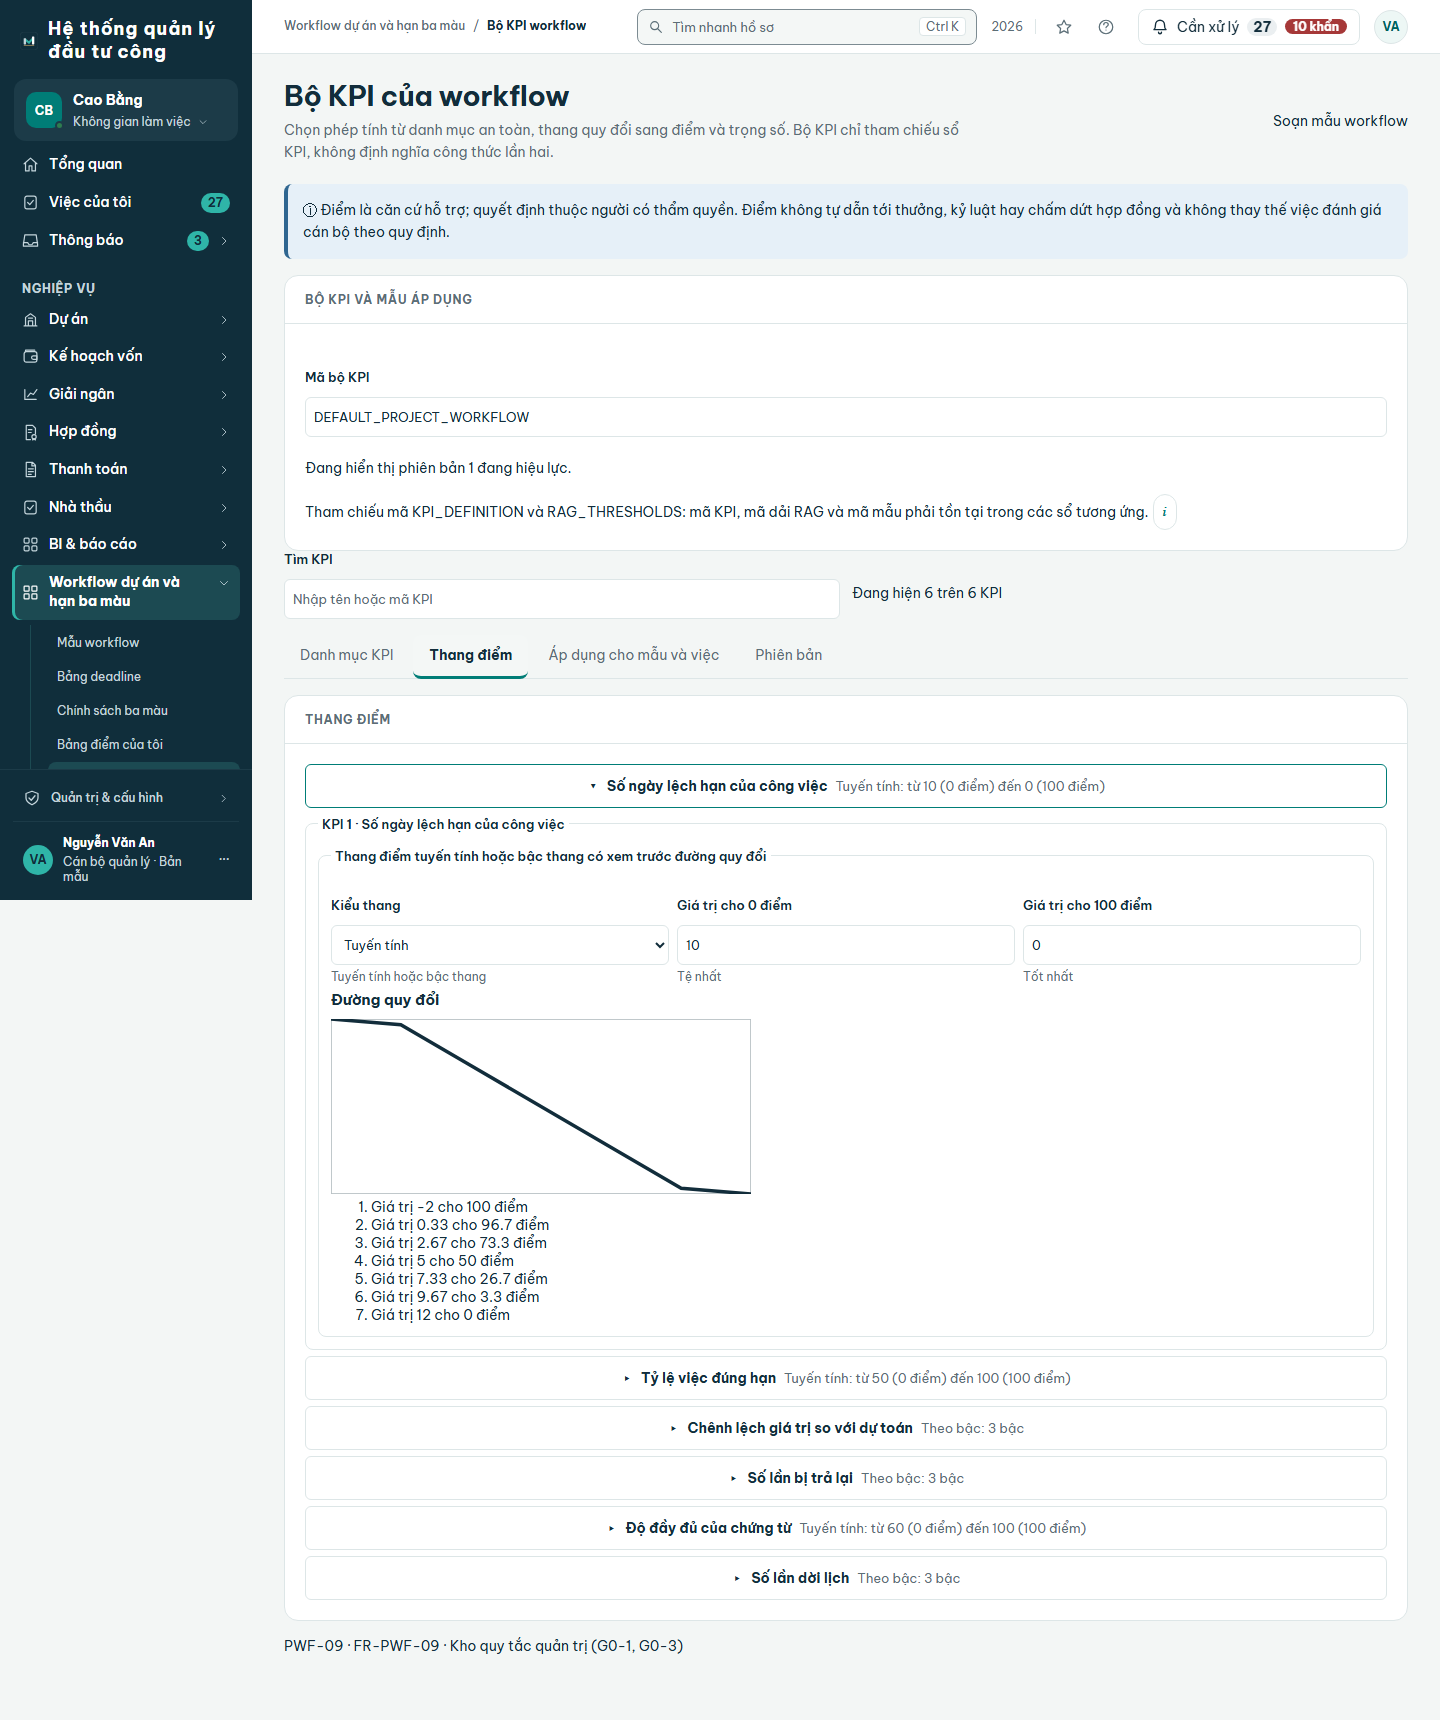 Hệ thống quản lý
đầu tư công
CB
Cao Bằng
Không gian làm việc
Tổng quan
Việc của tôi 27
Thông báo 3
NGHIỆP VỤ
Dự án
Kế hoạch vốn
Giải ngân
Hợp đồng
Thanh toán
Nhà thầu
BI & báo cáo
Workflow dự án và
hạn ba màu
Mẫu workflow
Bảng deadline
Chính sách ba màu
Bảng điểm của tôi
Quản trị & cấu hình
VA
Nguyễn Văn An
Cán bộ quản lý · Bản
mẫu
Workflow dự án và hạn ba màu / Bộ KPI workflow
Tìm nhanh hồ sơ Ctrl K
2026
Cần xử lý 27 10 khẩn
VA
Bộ KPI của workflow
Chọn phép tính từ danh mục an toàn, thang quy đổi sang điểm và trọng số. Bộ KPI chỉ tham chiếu sổ
KPI, không định nghĩa công thức lần hai.
Soạn mẫu workflow
Điểm là căn cứ hỗ trợ; quyết định thuộc người có thẩm quyền. Điểm không tự dẫn tới thưởng, kỷ luật hay chấm dứt hợp đồng và không thay thế việc đánh giá
cán bộ theo quy định.
BỘ KPI VÀ MẪU ÁP DỤNG
Mã bộ KPI
DEFAULT_PROJECT_WORKFLOW
Đang hiển thị phiên bản 1 đang hiệu lực.
Tham chiếu mã KPI_DEFINITION và RAG_THRESHOLDS: mã KPI, mã dải RAG và mã mẫu phải tồn tại trong các sổ tương ứng. i
Tìm KPI
Nhập tên hoặc mã KPI
Đang hiện 6 trên 6 KPI
Danh mục KPI Thang điểm Áp dụng cho mẫu và việc Phiên bản
THANG ĐIỂM
Số ngày lệch hạn của công việc Tuyến tính: từ 10 (0 điểm) đến 0 (100 điểm)
KPI 1 · Số ngày lệch hạn của công việc
Thang điểm tuyến tính hoặc bậc thang có xem trước đường quy đổi
Kiểu thang Giá trị cho 0 điểm Giá trị cho 100 điểm
Tuyến tính 10 0
Tuyến tính hoặc bậc thang Tệ nhất Tốt nhất
Đường quy đổi
1. Giá trị -2 cho 100 điểm
2. Giá trị 0.33 cho 96.7 điểm
3. Giá trị 2.67 cho 73.3 điểm
4. Giá trị 5 cho 50 điểm
5. Giá trị 7.33 cho 26.7 điểm
6. Giá trị 9.67 cho 3.3 điểm
7. Giá trị 12 cho 0 điểm
Tỷ lệ việc đúng hạn Tuyến tính: từ 50 (0 điểm) đến 100 (100 điểm)
Chênh lệch giá trị so với dự toán Theo bậc: 3 bậc
Số lần bị trả lại Theo bậc: 3 bậc
Độ đầy đủ của chứng từ Tuyến tính: từ 60 (0 điểm) đến 100 (100 điểm)
Số lần dời lịch Theo bậc: 3 bậc
PWF-09 · FR-PWF-09 · Kho quy tắc quản trị (G0-1, G0-3)